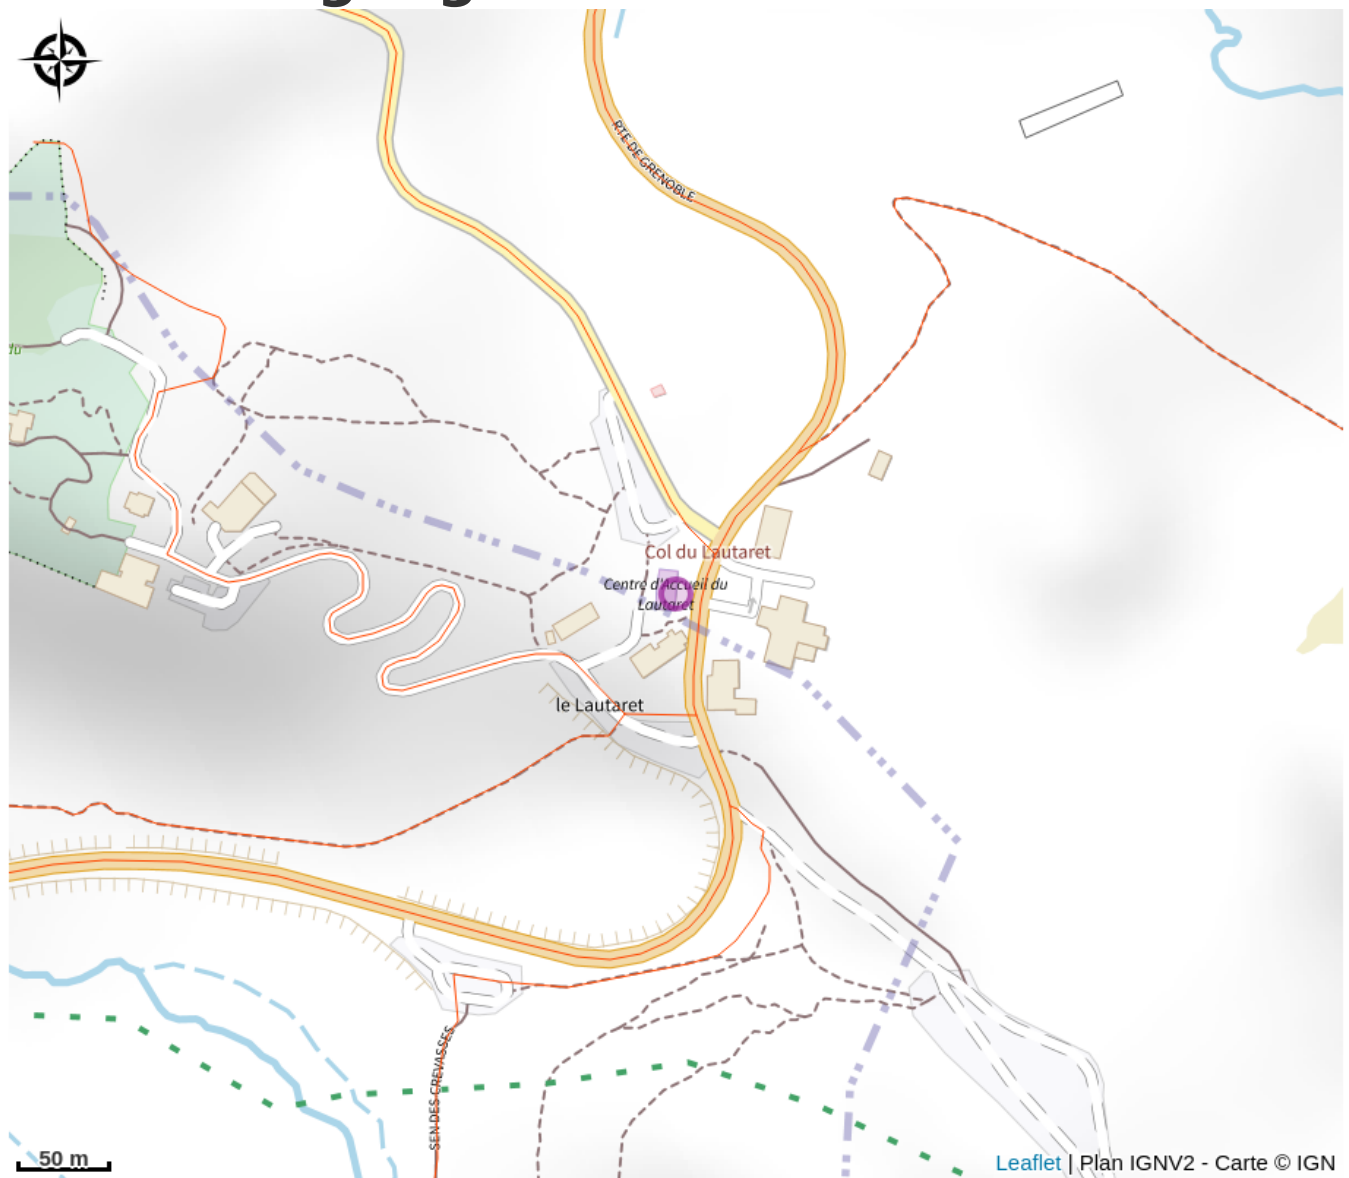 RTE DE GRENOBLE
du
Col du Lautaret
Centre d'Accueil du
Lautaret
le Lautaret
SEN DES CREVASSES
50 m
Leaflet | Plan IGNV2 - Carte © IGN